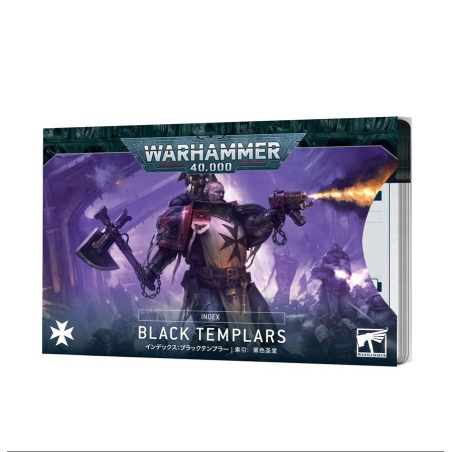 WARHAMMER
40,000
INDEX
BLACK TEMPLARS
インデックス：ブラックテンプラー | 索引：黑色圣堂
WARHAMMER